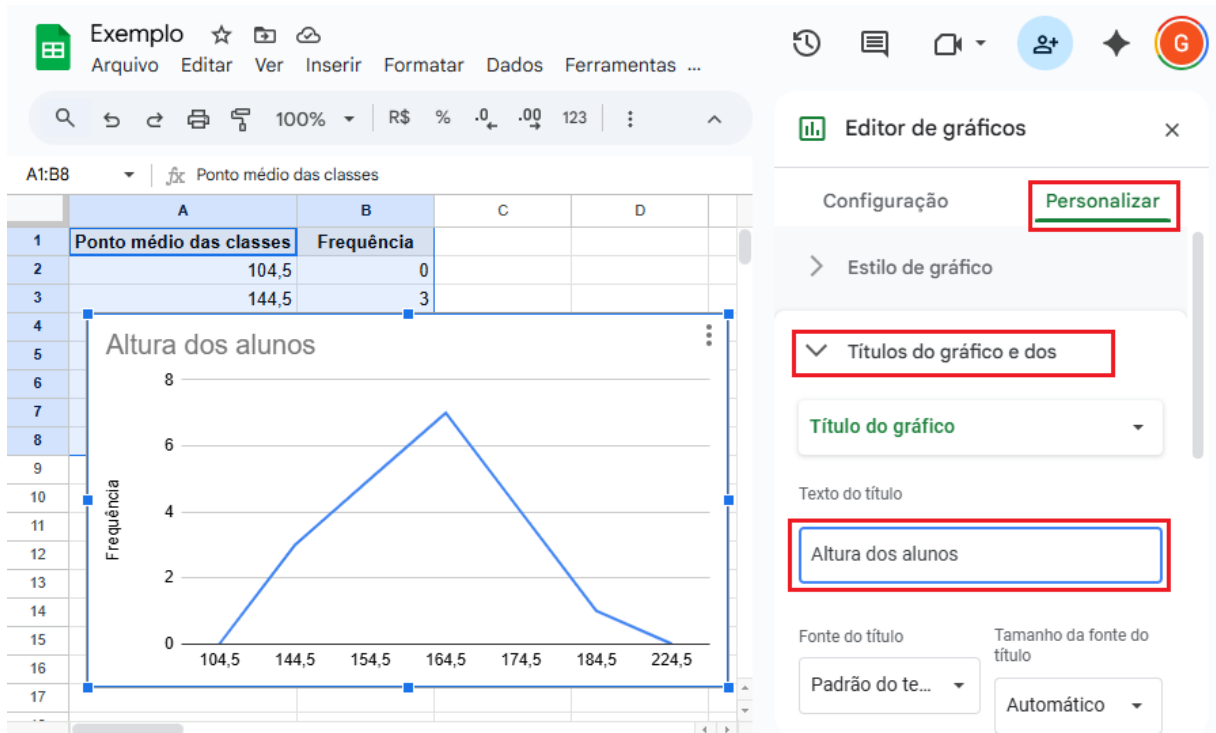 Exemplo
Arquivo Editar Ver Inserir Formatar Dados Ferramentas ...
G
100% R$ % .0 .00 123
A1:B8 fx Ponto médio das classes
A B C D
1 Ponto médio das classes Frequência
2 104,5 0
3 144,5 3
4
5
6
7
8
9
10
11
12
13
14
15
16
17
Altura dos alunos
Frequência
8
6
4
2
0
104,5 144,5 154,5 164,5 174,5 184,5 224,5
Editor de gráficos
Configuração Personalizar
Estilo de gráfico
Títulos do gráfico e dos
Título do gráfico
Texto do título
Altura dos alunos
Fonte do título Tamanho da fonte do
título
Padrão do te...
Automático